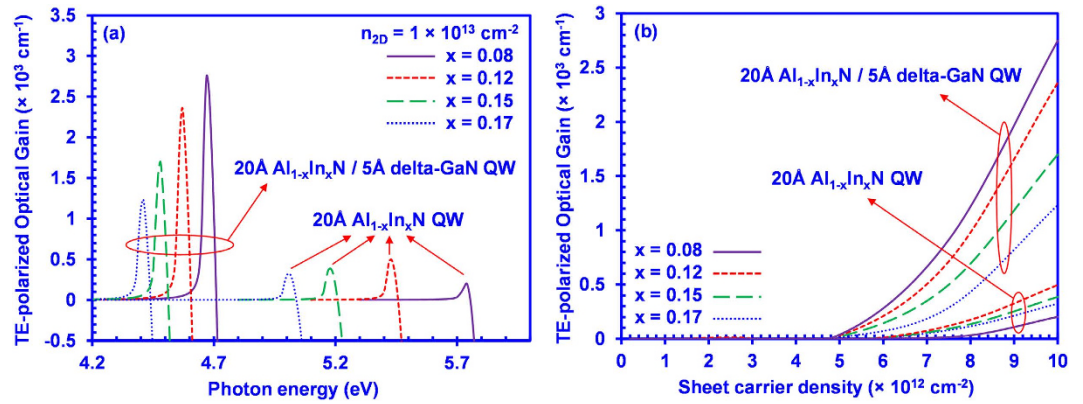 (a)
n2D = 1 × 10^13 cm^-2
x = 0.08
x = 0.12
x = 0.15
x = 0.17
20Å Al1-xInxN / 5Å delta-GaN QW
20Å Al1-xInxN QW
TE-polarized Optical Gain (× 10^3 cm^-1)
3.5
3
2.5
2
1.5
1
0.5
0
-0.5
4.2
4.7
5.2
5.7
Photon energy (eV)
(b)
20Å Al1-xInxN / 5Å delta-GaN QW
20Å Al1-xInxN QW
x = 0.08
x = 0.12
x = 0.15
x = 0.17
TE-polarized Optical Gain (× 10^3 cm^-1)
3
2.5
2
1.5
1
0.5
0
0 1 2 3 4 5 6 7 8 9 10
Sheet carrier density (× 10^12 cm^-2)